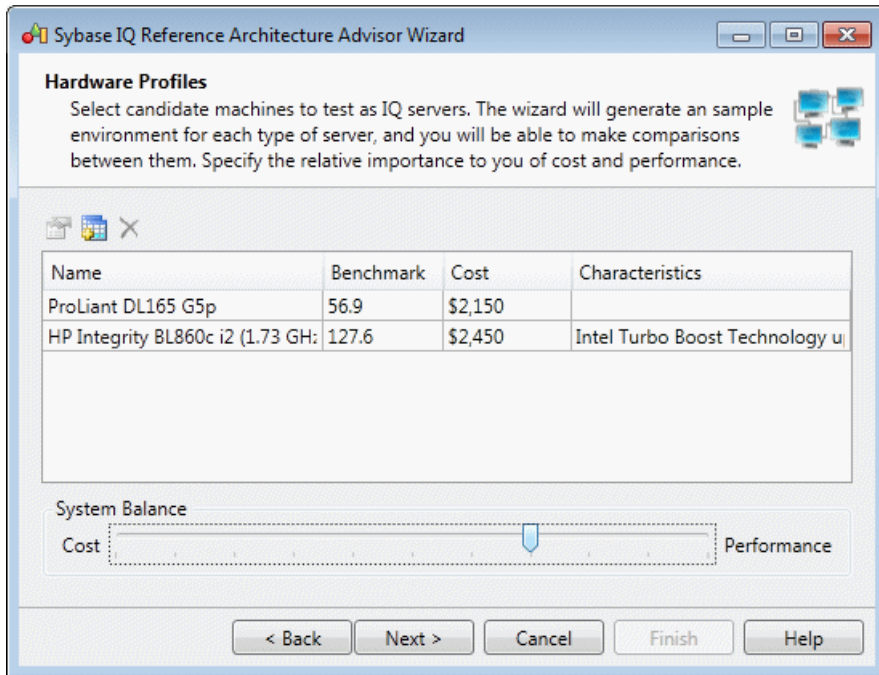 Sybase IQ Reference Architecture Advisor Wizard
Hardware Profiles
Select candidate machines to test as IQ servers. The wizard will generate an sample
environment for each type of server, and you will be able to make comparisons
between them. Specify the relative importance to you of cost and performance.
Name Benchmark Cost Characteristics
ProLiant DL165 G5p 56.9 $2,150
HP Integrity BL860c i2 (1.73 GH 127.6 $2,450 Intel Turbo Boost Technology u
System Balance
Cost Performance
< Back Next > Cancel Finish Help